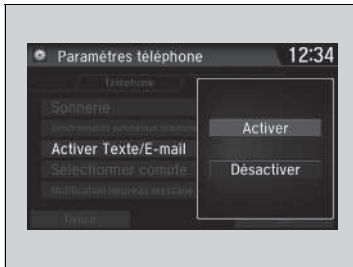 Paramètres téléphone
12:34
Téléphone
Sonnerie
Activer Texte/E-mail
Sélectionner compte
Notification nouveau message
Activer
Désactiver
Retour